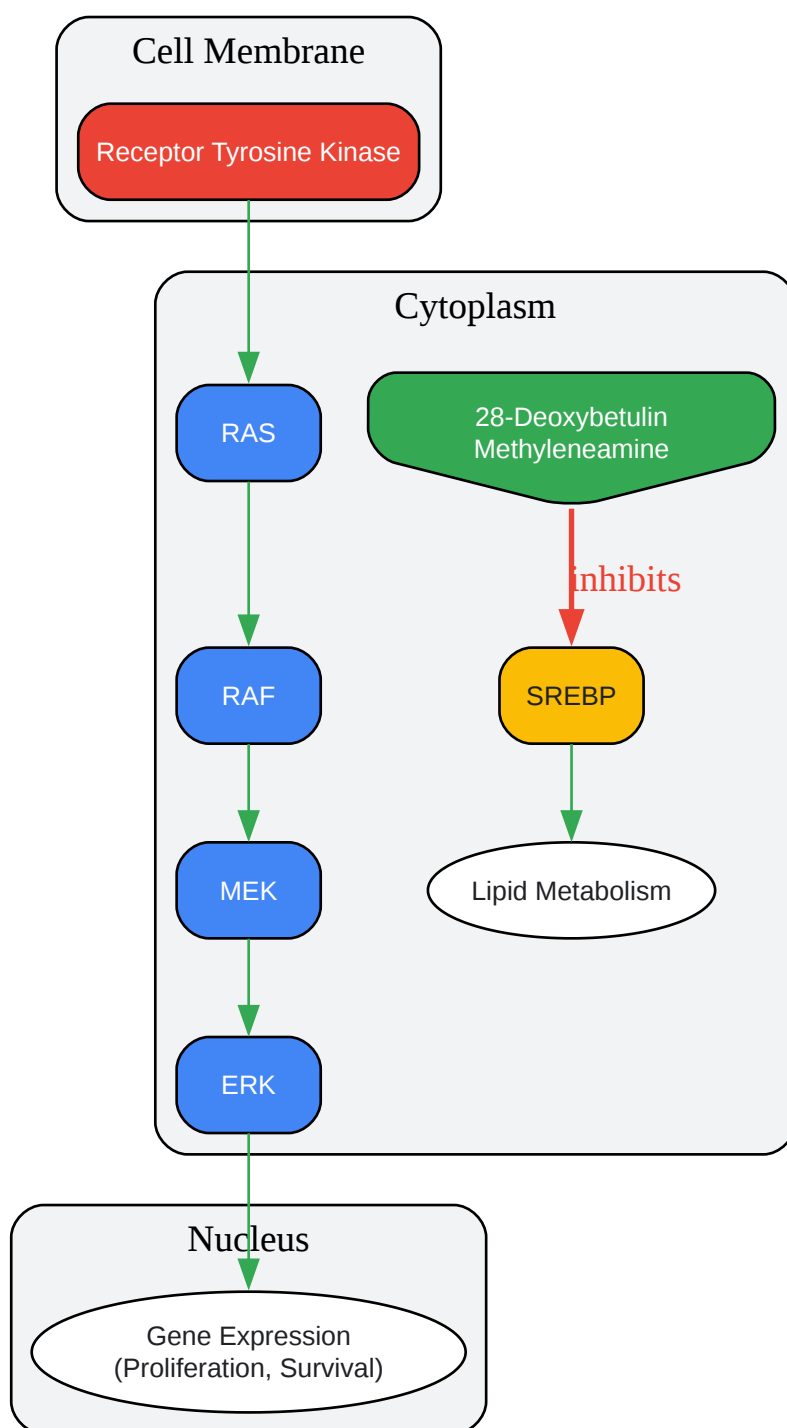 Cell Membrane
Receptor Tyrosine Kinase
Cytoplasm
RAS
28-Deoxybetulin
Methyleneamine
inhibits
RAF
SREBP
MEK
Lipid Metabolism
ERK
Nucleus
Gene Expression
(Proliferation, Survival)